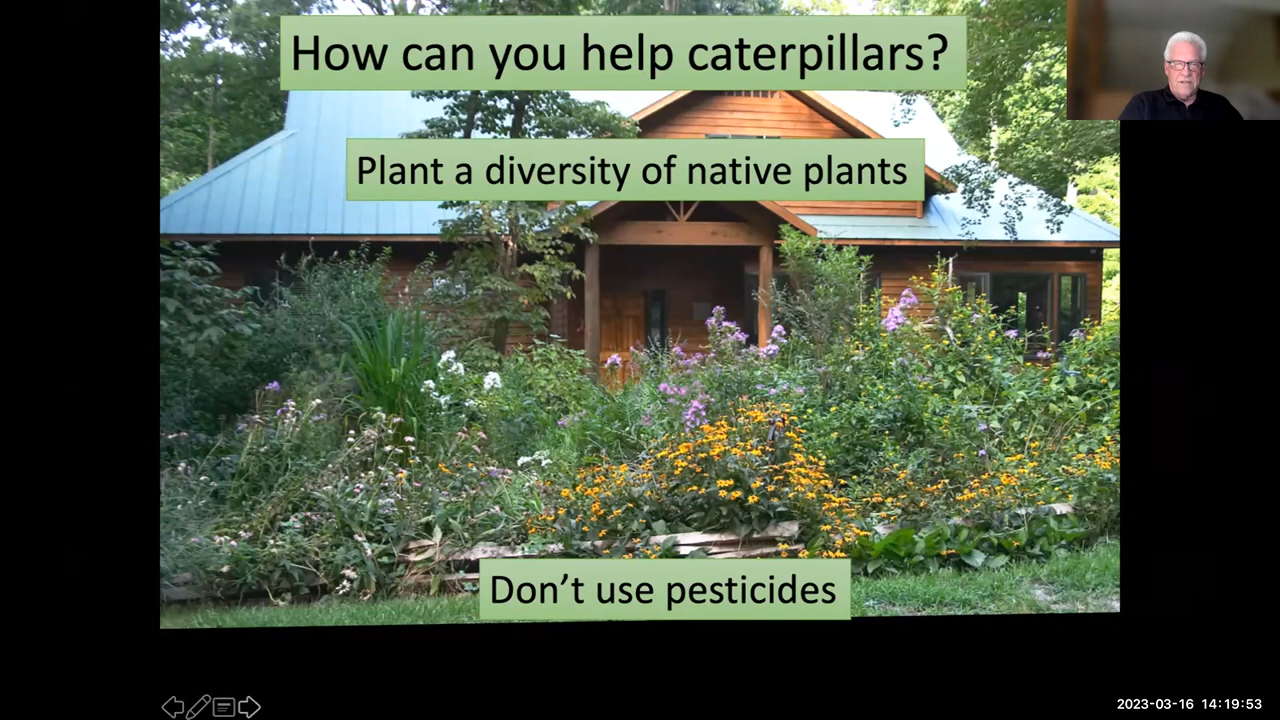 How can you help caterpillars?
Plant a diversity of native plants
Don't use pesticides
2023-03-16 14:19:53